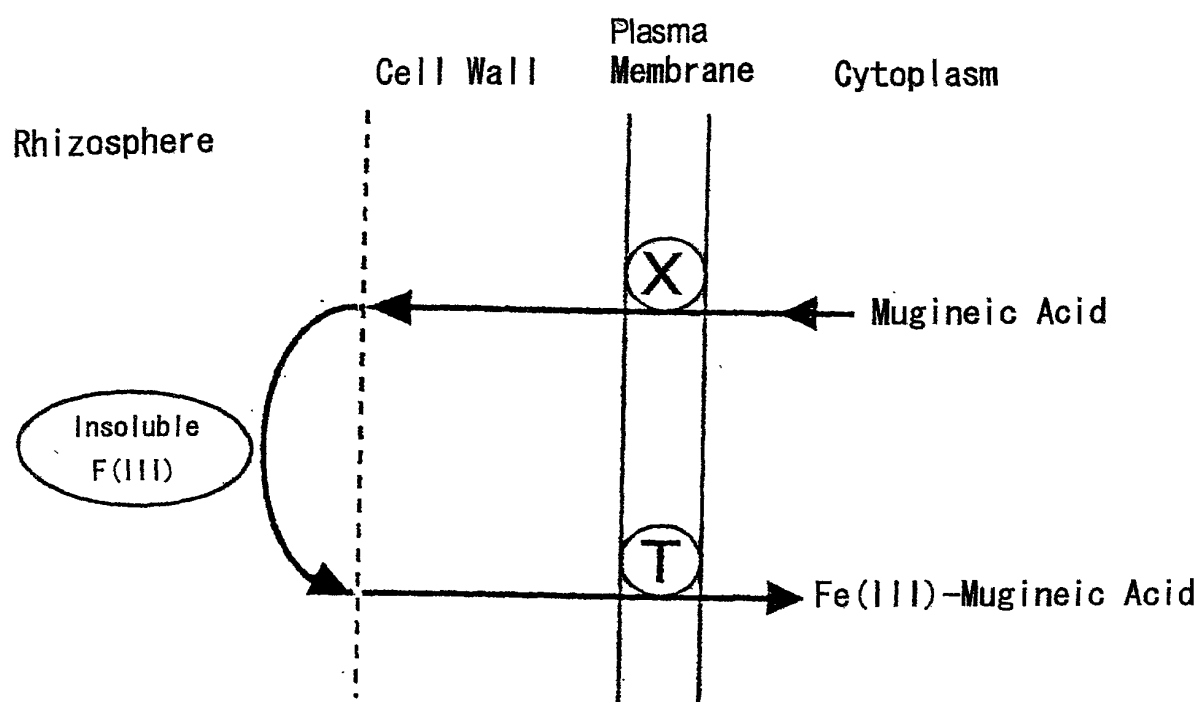 Plasma
Cell Wall Membrane Cytoplasm
Rhizosphere
X
Mugineic Acid
Insoluble
F(III)
T
Fe(III)-Mugineic Acid